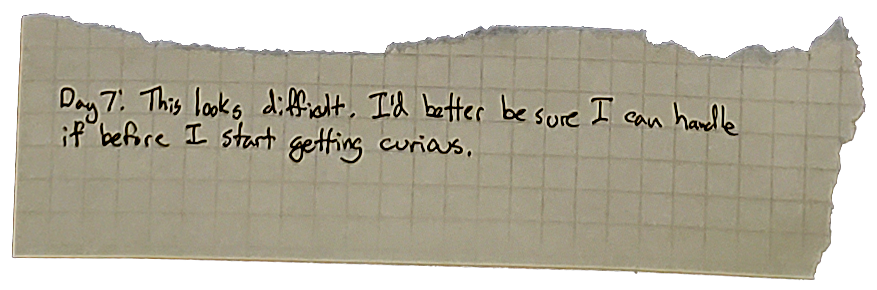 Day 7: This looks difficult. I'd better be sure I can handle
it before I start getting curious.